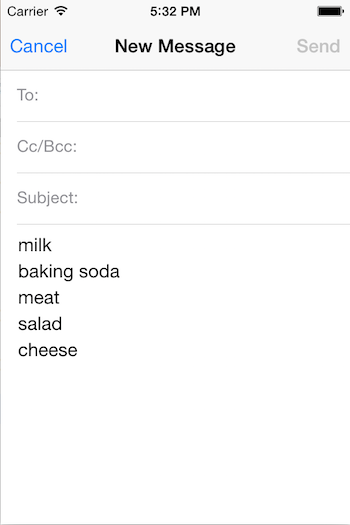 Carrier 5:32 PM
Cancel New Message Send
To:
Cc/Bcc:
Subject:
milk
baking soda
meat
salad
cheese